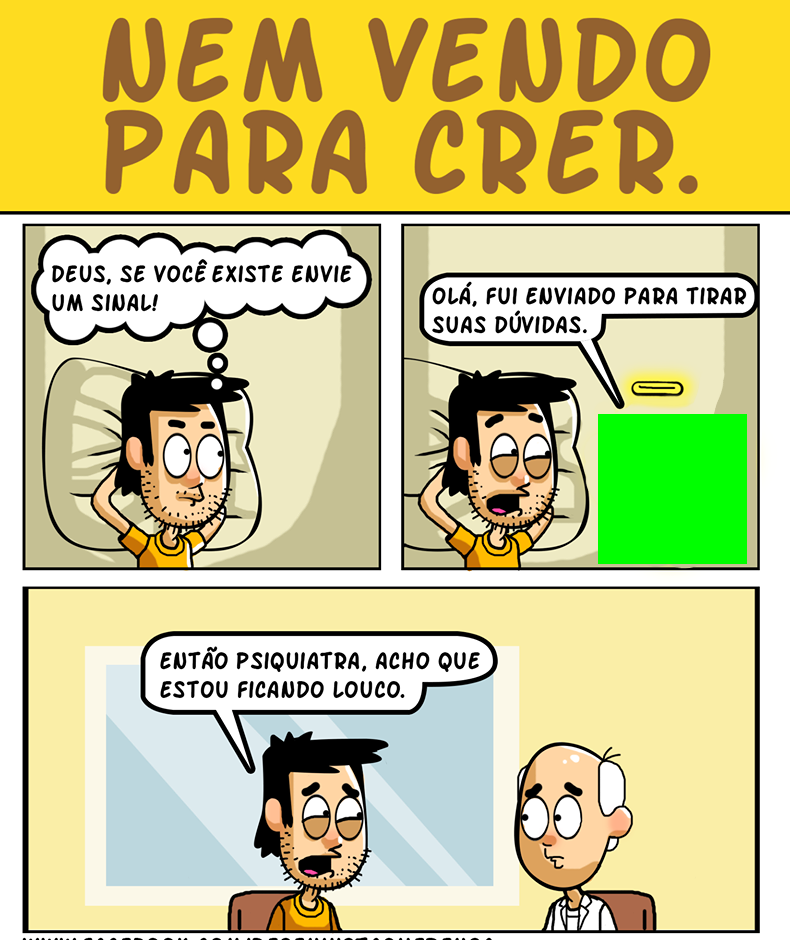 NEM VENDO
PARA CRER.
DEUS, SE VOCÊ EXISTE ENVIE
UM SINAL!
OLÁ, FUI ENVIADO PARA TIRAR
SUAS DÚVIDAS.
ENTÃO PSIQUIATRA, ACHO QUE
ESTOU FICANDO LOUCO.